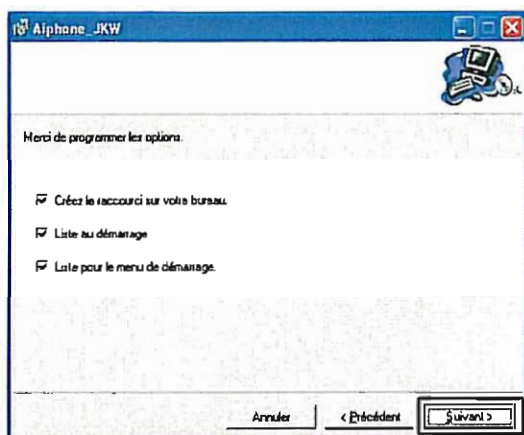 Aiphone_JKW
Merci de programmer les options.
Créez le raccourci sur votre bureau.
Liste au démarrage
Liste pour le menu de démarrage.
Annuler
< Précédent
Suivant >